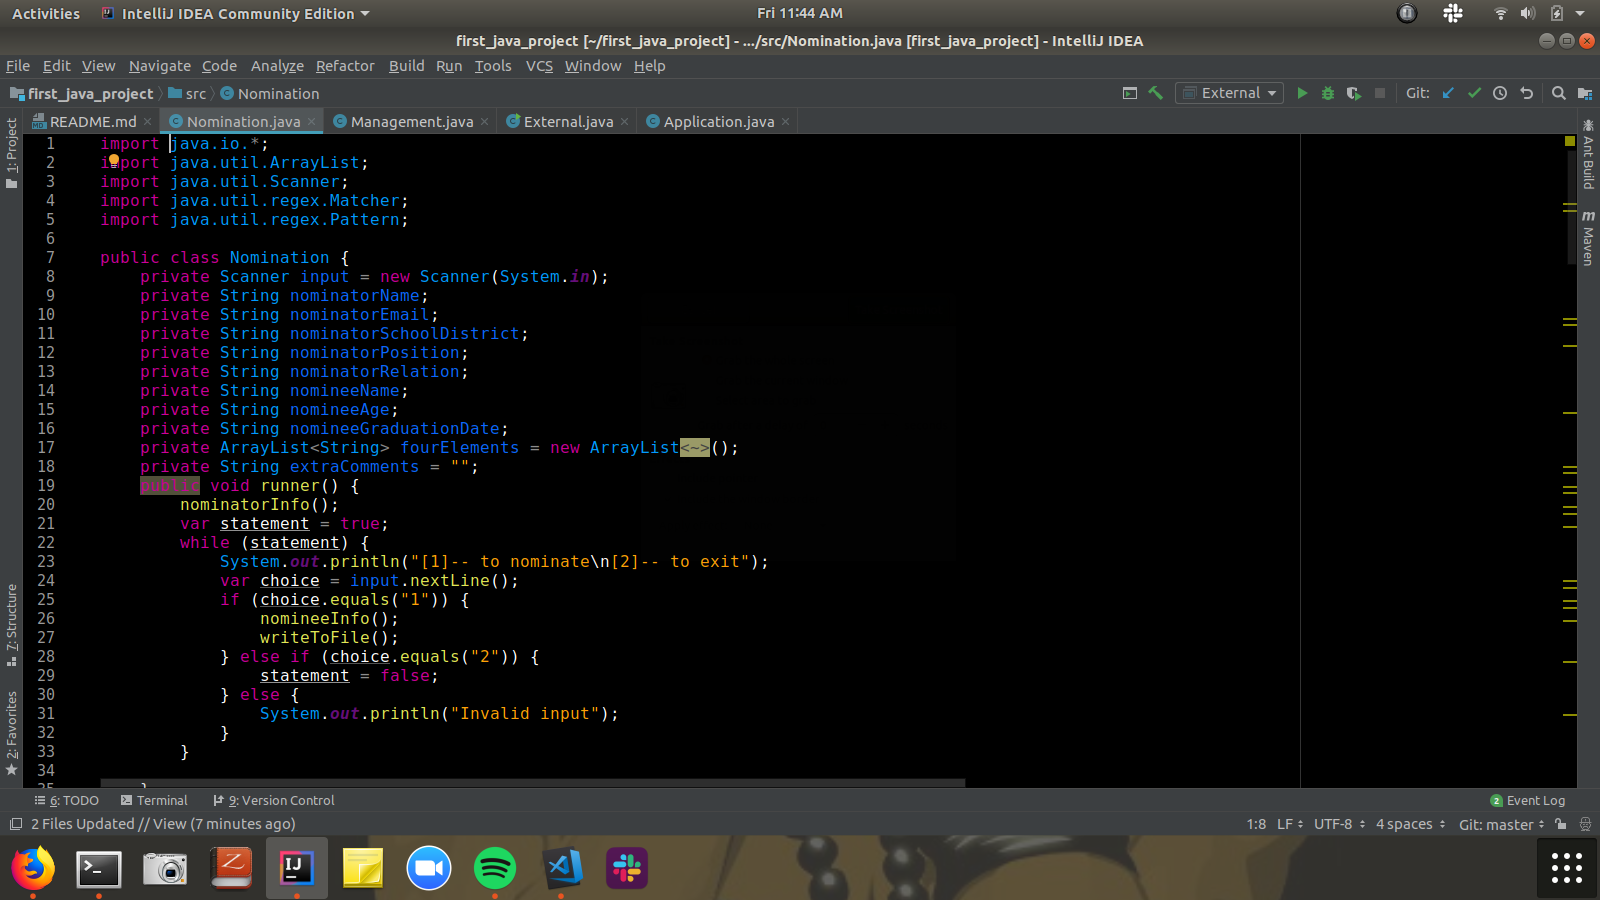 Activities IntelliJ IDEA Community Edition Fri 11:44 AM
first_java_project [~/first_java_project] - .../src/Nomination.java [first_java_project] - IntelliJ IDEA
File Edit View Navigate Code Analyze Refactor Build Run Tools VCS Window Help
first_java_project src Nomination External Git:
README.md Nomination.java Management.java External.java Application.java
1: Project
7: Structure
2: Favorites
Ant Build
Maven
1 import java.io.*;
2 import java.util.ArrayList;
3 import java.util.Scanner;
4 import java.util.regex.Matcher;
5 import java.util.regex.Pattern;
6
7 public class Nomination {
8 private Scanner input = new Scanner(System.in);
9 private String nominatorName;
10 private String nominatorEmail;
11 private String nominatorSchoolDistrict;
12 private String nominatorPosition;
13 private String nominatorRelation;
14 private String nomineeName;
15 private String nomineeAge;
16 private String nomineeGraduationDate;
17 private ArrayList<String> fourElements = new ArrayList<~>();
18 private String extraComments = "";
19 public void runner() {
20 nominatorInfo();
21 var statement = true;
22 while (statement) {
23 System.out.println("[1]-- to nominate\n[2]-- to exit");
24 var choice = input.nextLine();
25 if (choice.equals("1")) {
26 nomineeInfo();
27 writeToFile();
28 } else if (choice.equals("2")) {
29 statement = false;
30 } else {
31 System.out.println("Invalid input");
32 }
33 }
34
35 }
6: TODO Terminal 9: Version Control 2 Event Log
2 Files Updated // View (7 minutes ago) 1:8 LF UTF-8 4 spaces Git: master